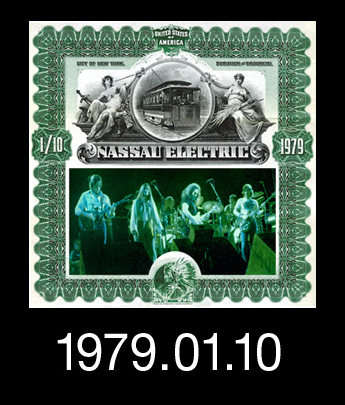 UNITED STATES
OF
AMERICA
CITY OF NEW YORK. BOROUGH OF BROOKLYN.
1/10 1979
NASSAU ELECTRIC
1979.01.10